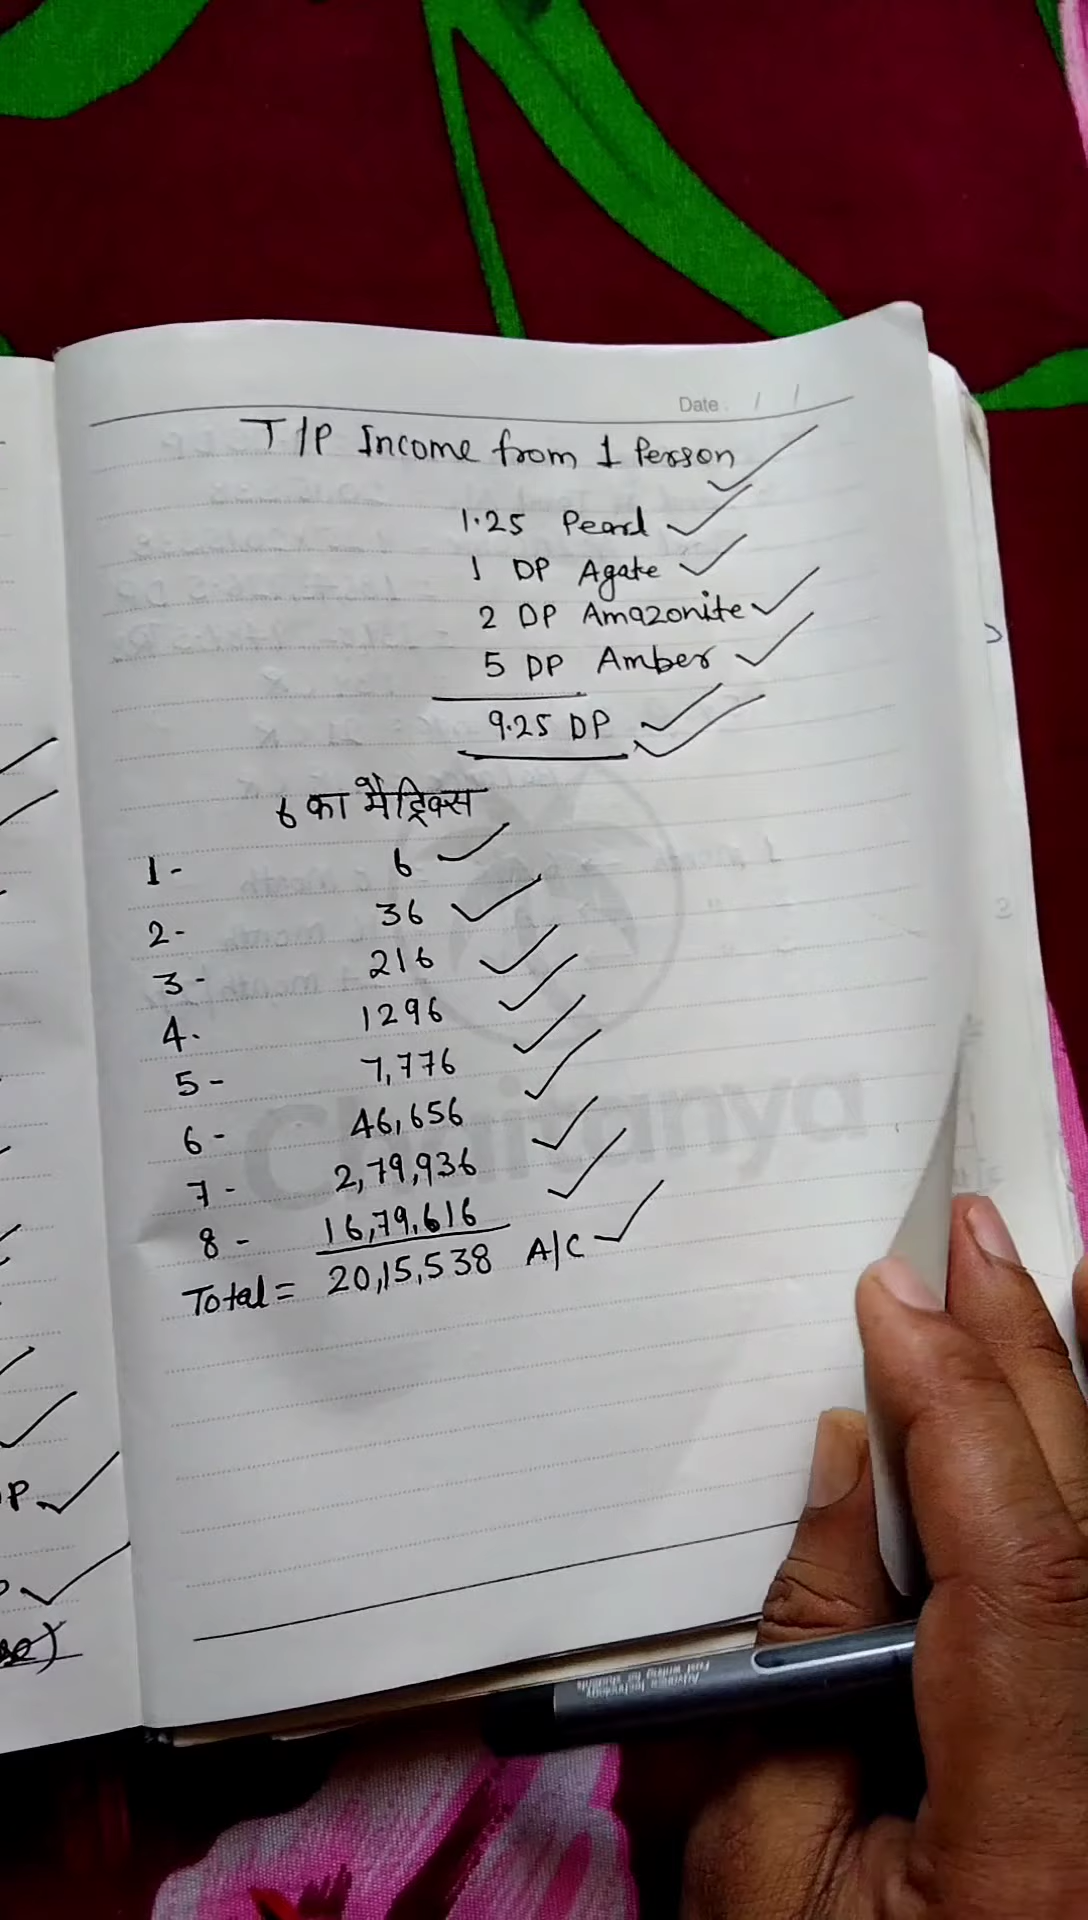 Date : / /
T/P Income from 1 Person
1.25 Pearl
1 DP Agate
2 DP Amazonite
5 DP Amber
9.25 DP
6 का मैट्रिक्स
1- 6
2- 36
3- 216
4. 1296
5- 7,776
6- 46,656
7- 2,79,936
8- 16,79,616
Total = 20,15,538 A/C
Chaitanya